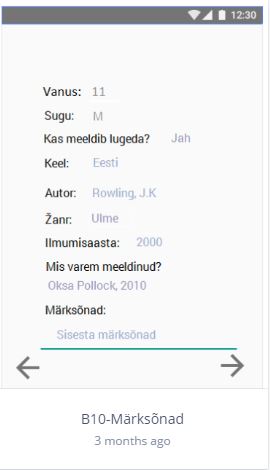 12:30
Vanus: 11
Sugu: M
Kas meeldib lugeda? Jah
Keel: Eesti
Autor: Rowling, J.K
Žanr: Ulme
Ilmumisaasta: 2000
Mis varem meeldinud?
Oksa Pollock, 2010
Märksõnad:
Sisesta märksõnad
B10-Märksõnad
3 months ago